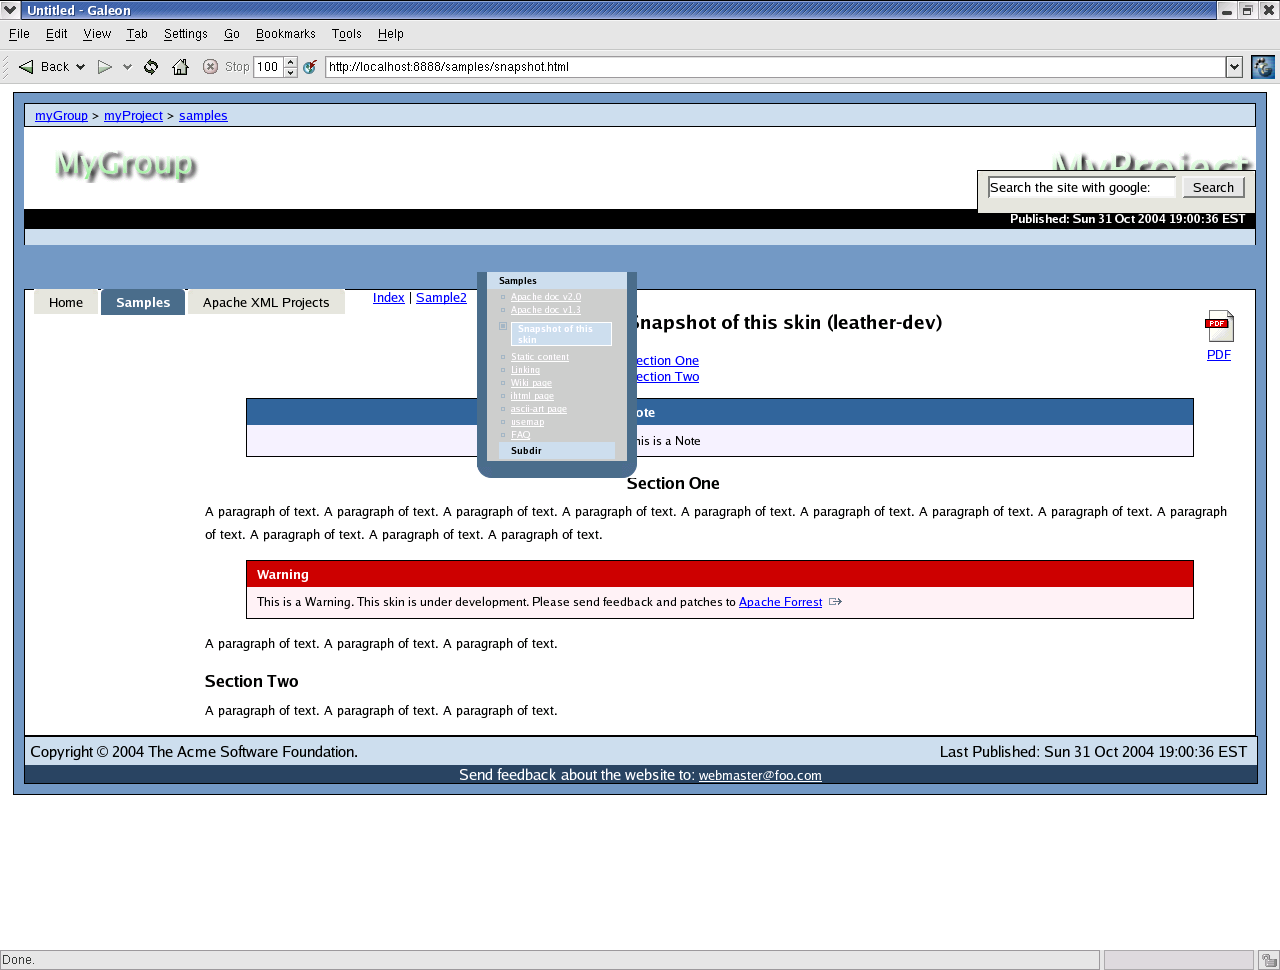 Untitled - Galeon
File Edit View Tab Settings Go Bookmarks Tools Help
Back Stop 100 http://localhost:8888/samples/snapshot.html
myGroup > myProject > samples
MyGroup MyProject
Search the site with google: Search
Published: Sun 31 Oct 2004 19:00:36 EST
Home Samples Apache XML Projects Index | Sample2
Samples
Apache doc v2.0
Apache doc v1.3
Snapshot of this
skin
Static content
Linking
Wiki page
ihtml page
ascii-art page
usemap
FAQ
Subdir
Snapshot of this skin (leather-dev)
PDF
PDF
ection One
ection Two
ote
his is a Note
Section One
A paragraph of text. A paragraph of text. A paragraph of text. A paragraph of text. A paragraph of text. A paragraph of text. A paragraph of text. A paragraph of text. A paragraph
of text. A paragraph of text. A paragraph of text. A paragraph of text.
Warning
This is a Warning. This skin is under development. Please send feedback and patches to Apache Forrest
A paragraph of text. A paragraph of text. A paragraph of text.
Section Two
A paragraph of text. A paragraph of text. A paragraph of text.
Copyright © 2004 The Acme Software Foundation. Last Published: Sun 31 Oct 2004 19:00:36 EST
Send feedback about the website to: webmaster@foo.com
Done.